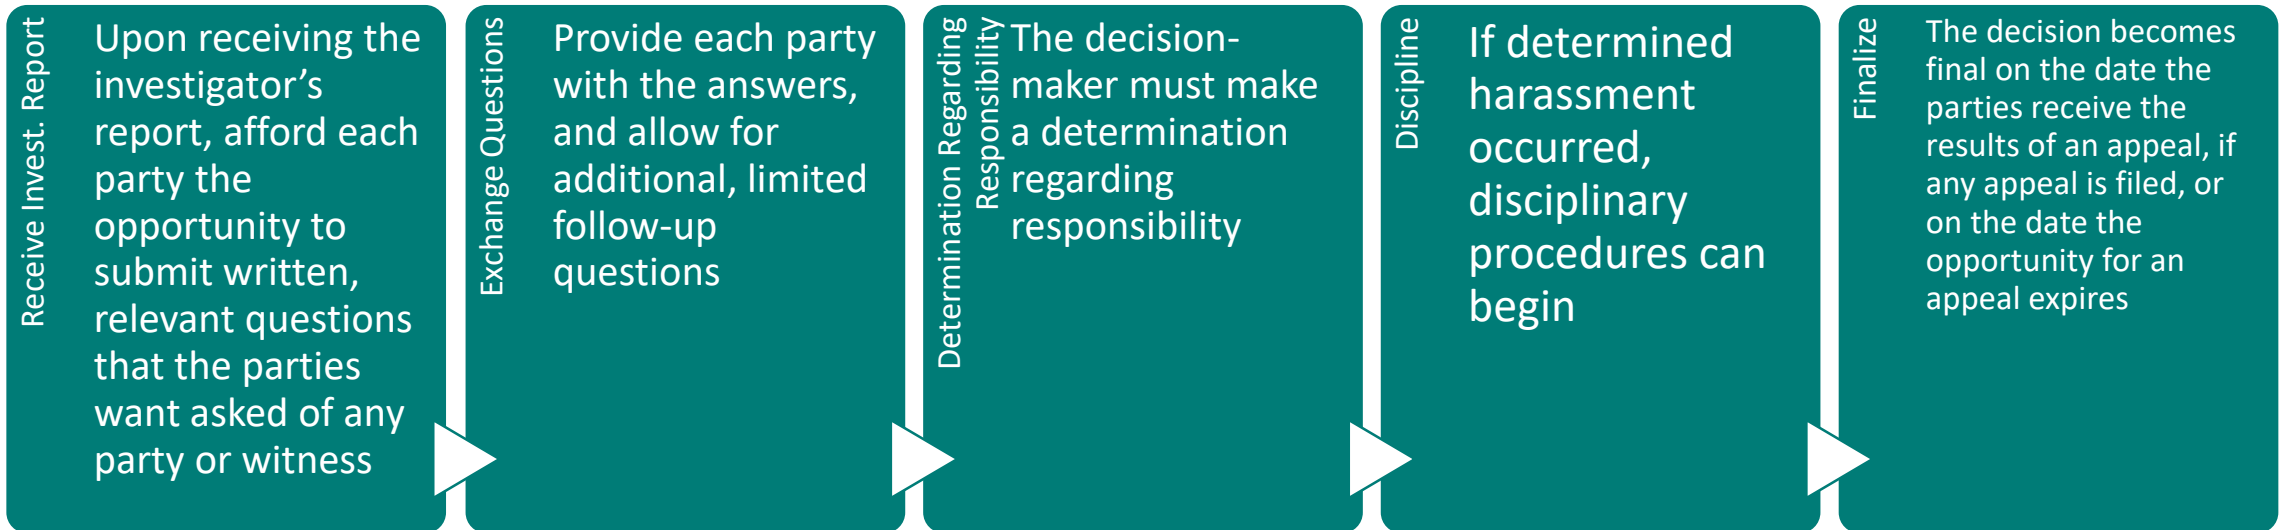 Receive Invest. Report
Upon receiving the
investigator’s
report, afford each
party the
opportunity to
submit written,
relevant questions
that the parties
want asked of any
party or witness
Exchange Questions
Provide each party
with the answers,
and allow for
additional, limited
follow-up
questions
Determination Regarding
Responsibility
The decision-
maker must make
a determination
regarding
responsibility
Discipline
If determined
harassment
occurred,
disciplinary
procedures can
begin
Finalize
The decision becomes
final on the date the
parties receive the
results of an appeal, if
any appeal is filed, or
on the date the
opportunity for an
appeal expires